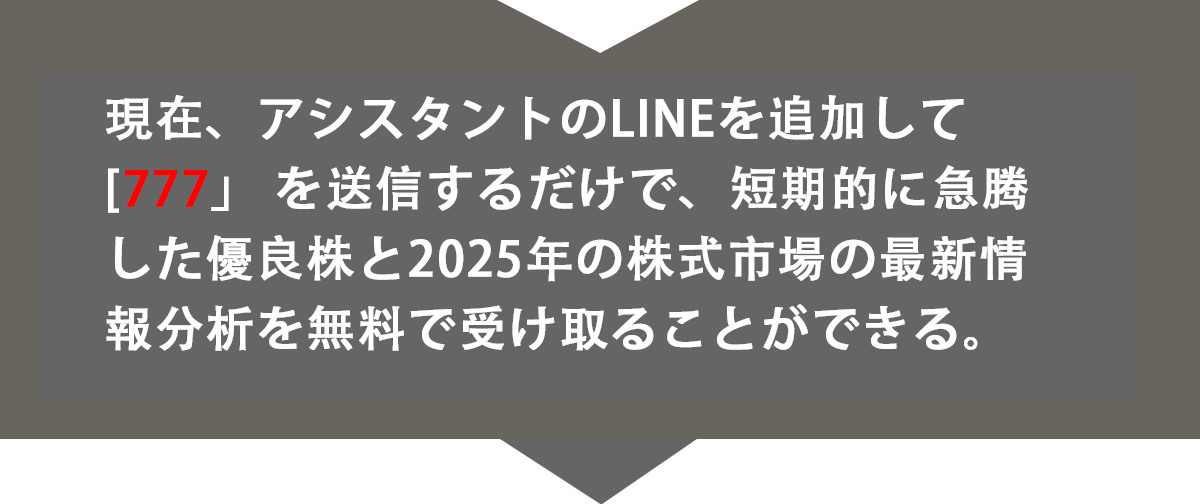 現在、アシスタントのLINEを追加して
[777」 を送信するだけで、短期的に急騰
した優良株と2025年の株式市場の最新情
報分析を無料で受け取ることができる。